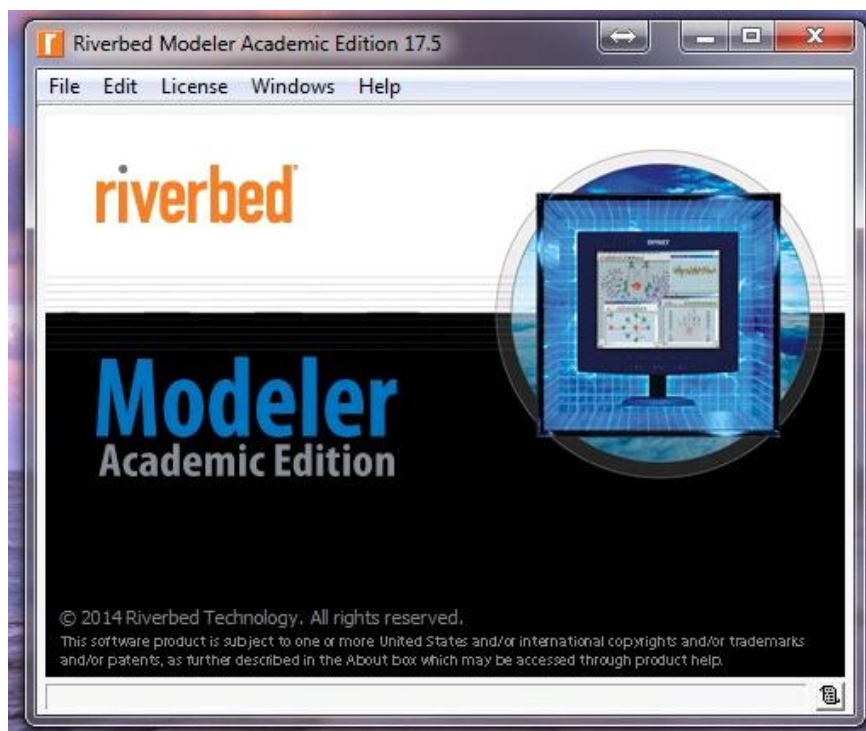 Riverbed Modeler Academic Edition 17.5
File Edit License Windows Help
riverbed
OPNET
Modeler
Academic Edition
© 2014 Riverbed Technology. All rights reserved.
This software product is subject to one or more United States and/or international copyrights and/or trademarks
and/or patents, as further described in the About box which may be accessed through product help.